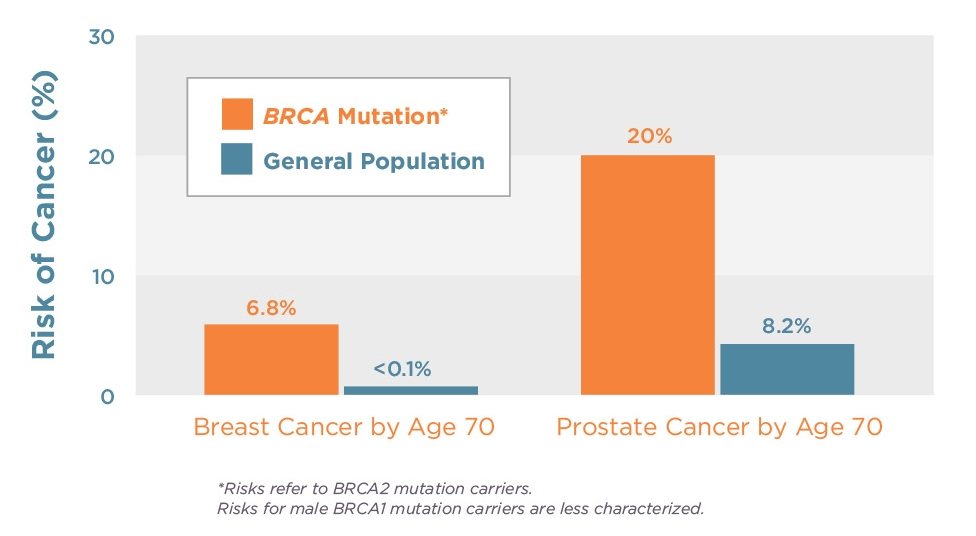 Risk of Cancer (%)
30
20
10
0
BRCA Mutation*
General Population
6.8%
<0.1%
20%
8.2%
Breast Cancer by Age 70
Prostate Cancer by Age 70
*Risks refer to BRCA2 mutation carriers.
Risks for male BRCA1 mutation carriers are less characterized.